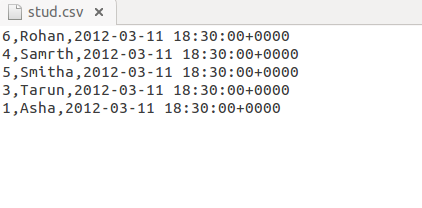 stud.csv ×
6,Rohan,2012-03-11 18:30:00+0000
4,Samrth,2012-03-11 18:30:00+0000
5,Smitha,2012-03-11 18:30:00+0000
3,Tarun,2012-03-11 18:30:00+0000
1,Asha,2012-03-11 18:30:00+0000